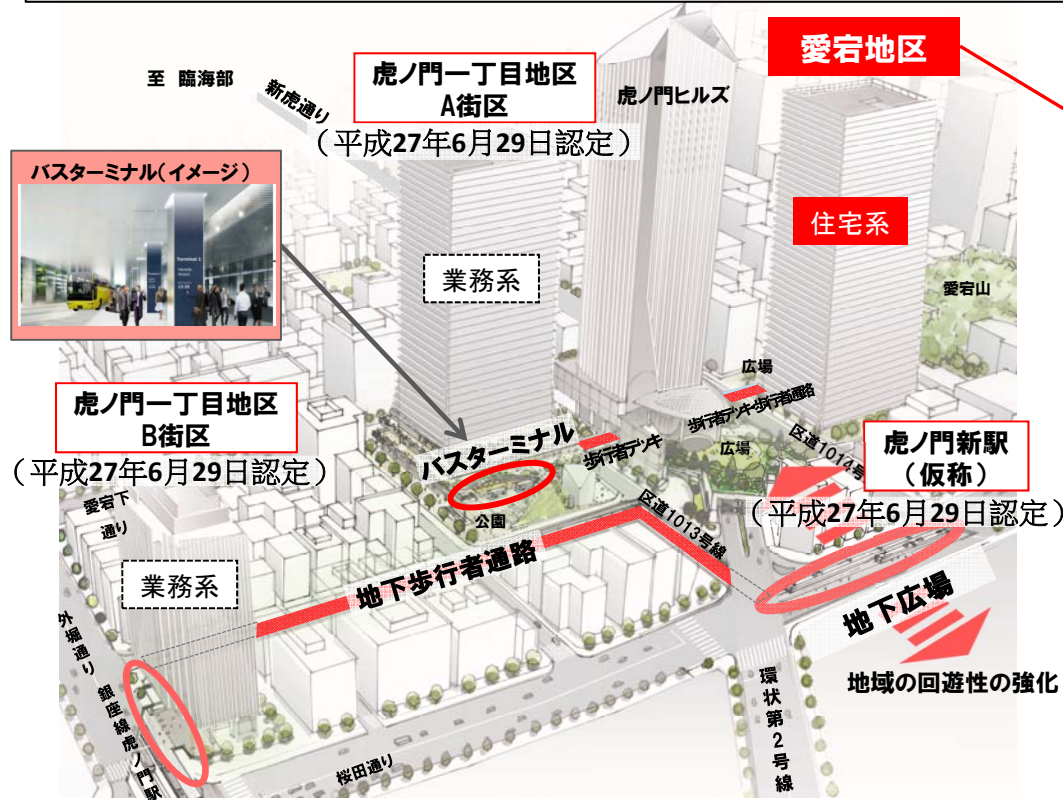 愛宕地区
至 臨海部
新虎通り
虎ノ門一丁目地区
A街区
(平成27年6月29日認定)
虎ノ門ヒルズ
バスターミナル(イメージ)
Terminal 1
住宅系
業務系
愛宕山
虎ノ門一丁目地区
B街区
(平成27年6月29日認定)
広場
歩行者デッキ・歩行者通路
バスターミナル
歩行者デッキ
広場
区道1014号
虎ノ門新駅
(仮称)
(平成27年6月29日認定)
愛宕下
通り
公園
区道1013号線
業務系
地下歩行者通路
地下広場
外堀通り
銀座線虎ノ門駅
地域の回遊性の強化
環状第2号線
桜田通り